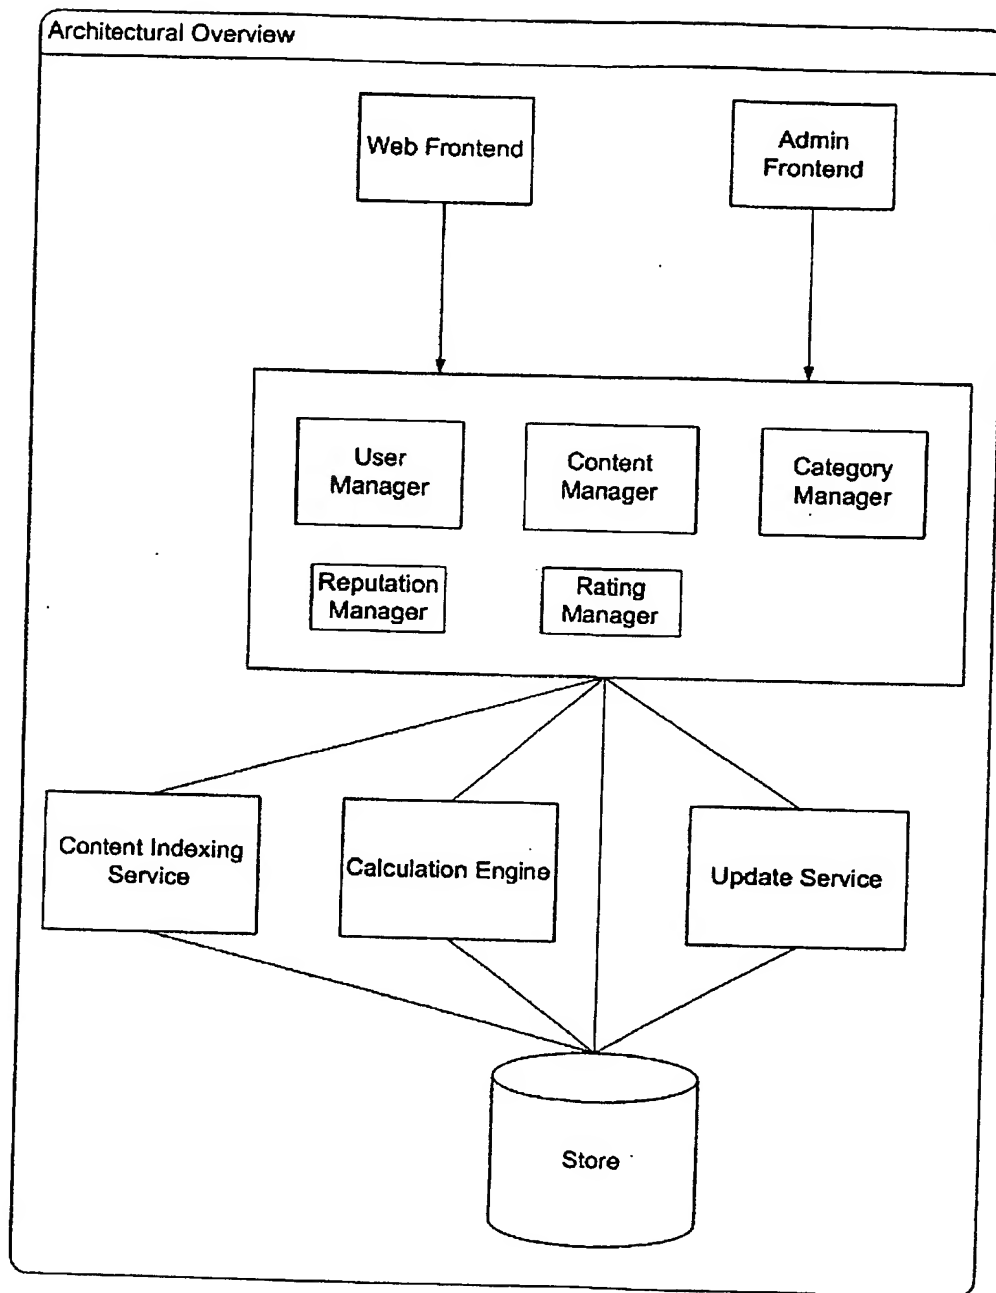 Architectural Overview
Web Frontend
Admin
Frontend
User
Manager
Content
Manager
Category
Manager
Reputation
Manager
Rating
Manager
Content Indexing
Service
Calculation Engine
Update Service
Store